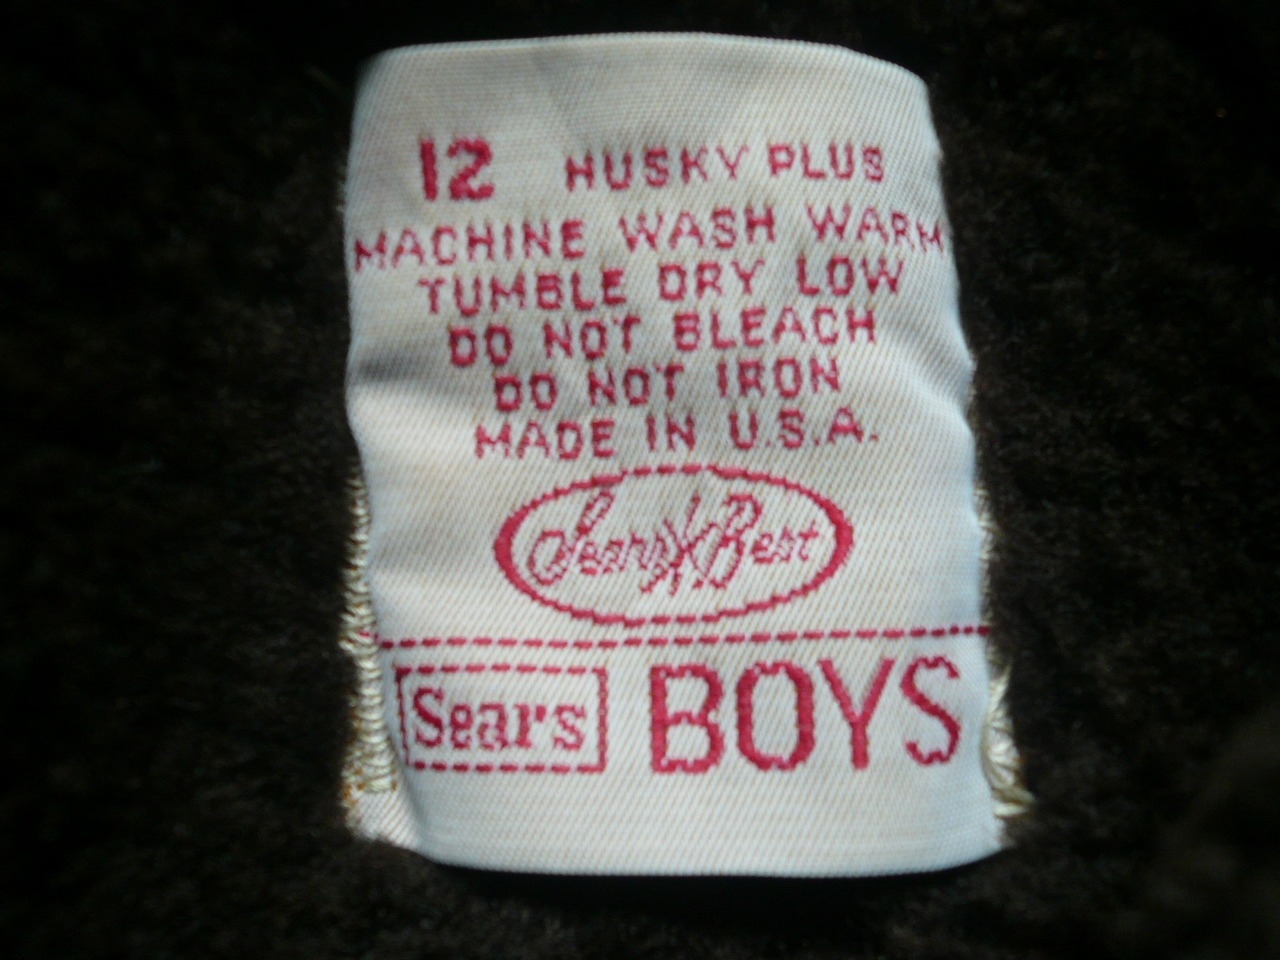 12 HUSKY PLUS
MACHINE WASH WARM
TUMBLE DRY LOW
DO NOT BLEACH
DO NOT IRON
MADE IN U.S.A.
Sears Best
Sears BOYS